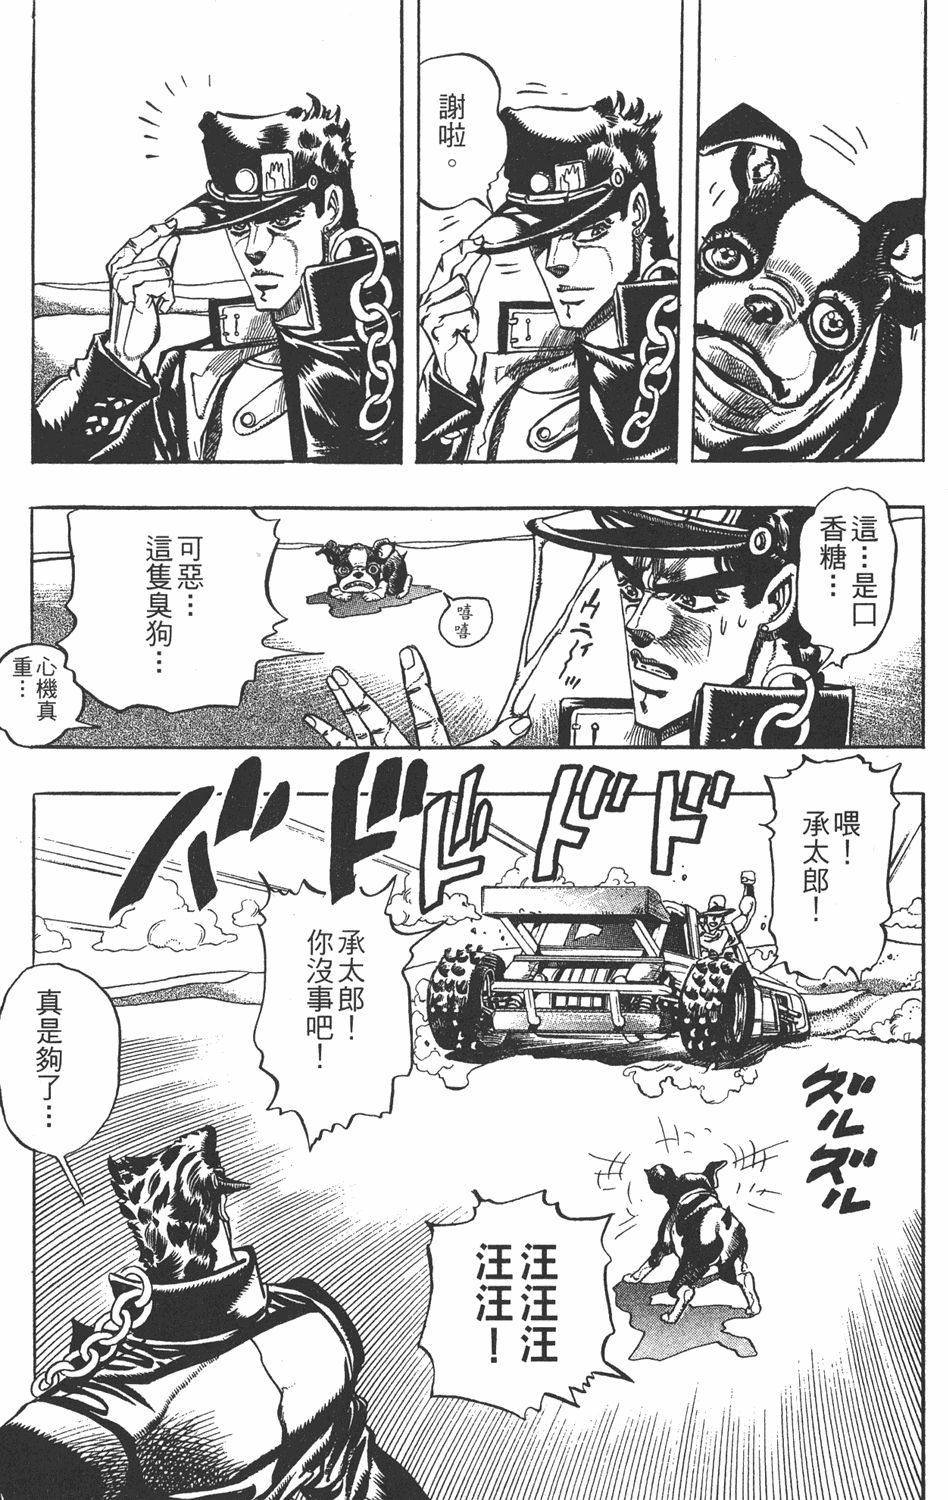 謝啦。
這…是口
香糖…
嘻
嘻
可惡…
這隻臭狗…
心機真
重…
喂！
承太郎！
ドドドドド
承太郎！
你沒事吧！
ズルズル
汪汪汪
汪汪！
真是夠了…